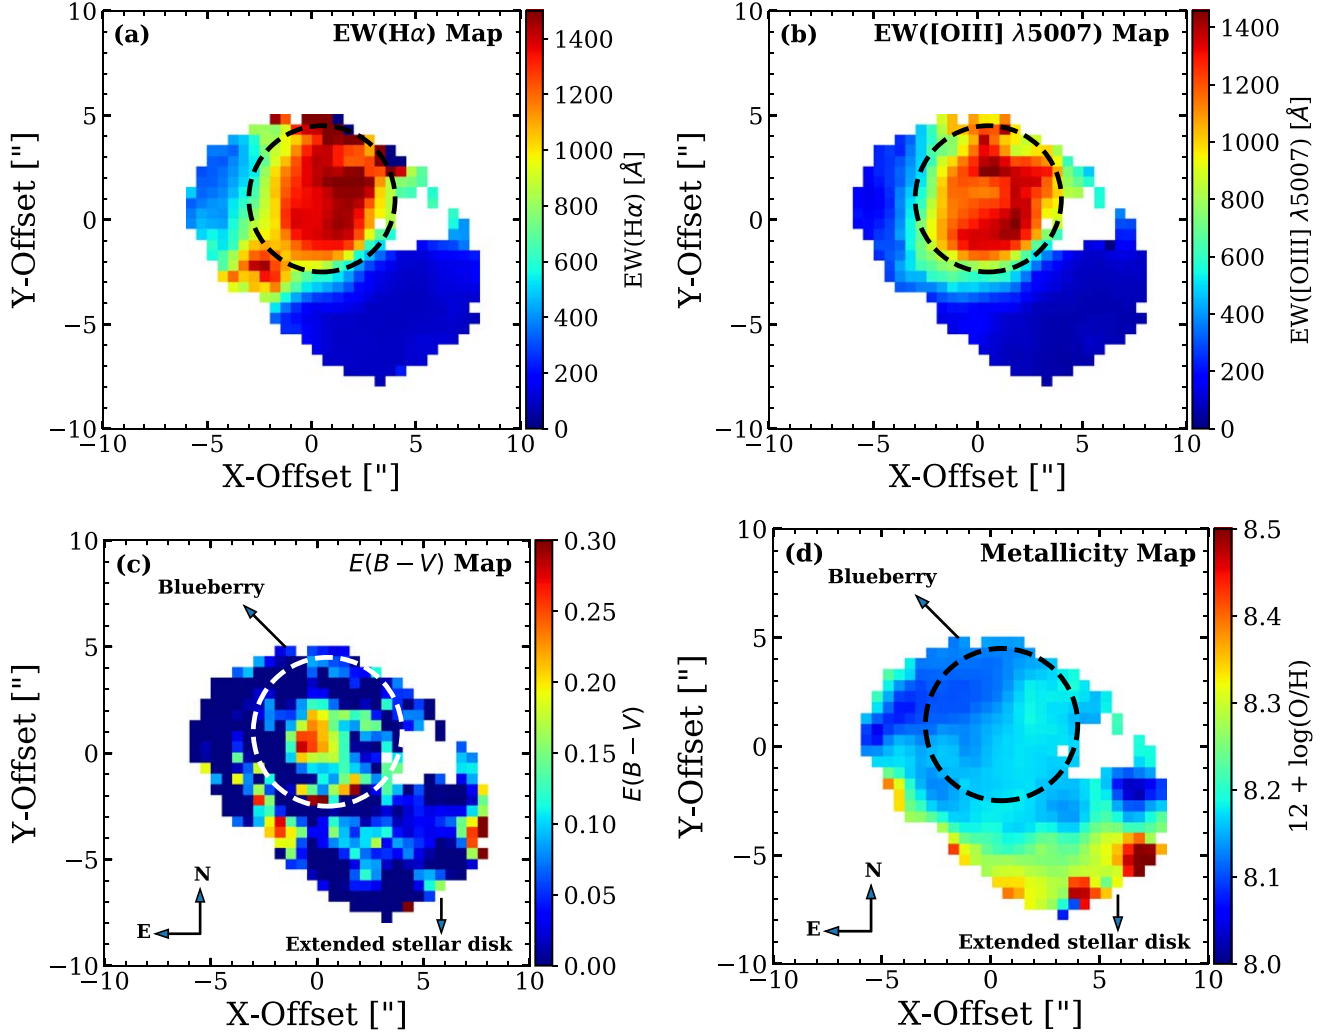 (a) EW(Hα) Map
10
5
0
−5
−10
Y-Offset ["]
−10 −5 0 5 10
X-Offset ["]
1400
1200
1000
800
600
400
200
0
EW(Hα) [Å]
(b) EW([OIII] λ5007) Map
10
5
0
−5
−10
Y-Offset ["]
−10 −5 0 5 10
X-Offset ["]
1400
1200
1000
800
600
400
200
0
EW([OIII] λ5007) [Å]
(c) E(B − V) Map
Blueberry
10
5
0
−5
−10
Y-Offset ["]
N
E
Extended stellar disk
−10 −5 0 5 10
X-Offset ["]
0.30
0.25
0.20
0.15
0.10
0.05
0.00
E(B − V)
(d) Metallicity Map
Blueberry
10
5
0
−5
−10
Y-Offset ["]
N
E
Extended stellar disk
−10 −5 0 5 10
X-Offset ["]
8.5
8.4
8.3
8.2
8.1
8.0
12 + log(O/H)